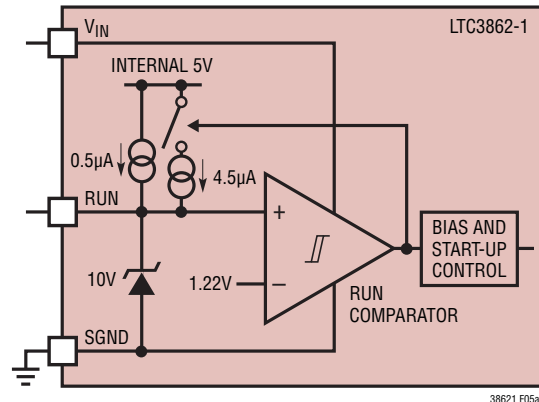 VIN
LTC3862-1
INTERNAL 5V
0.5µA
4.5µA
RUN
+
10V
1.22V
–
BIAS AND
START-UP
CONTROL
RUN
COMPARATOR
SGND
38621 F05a